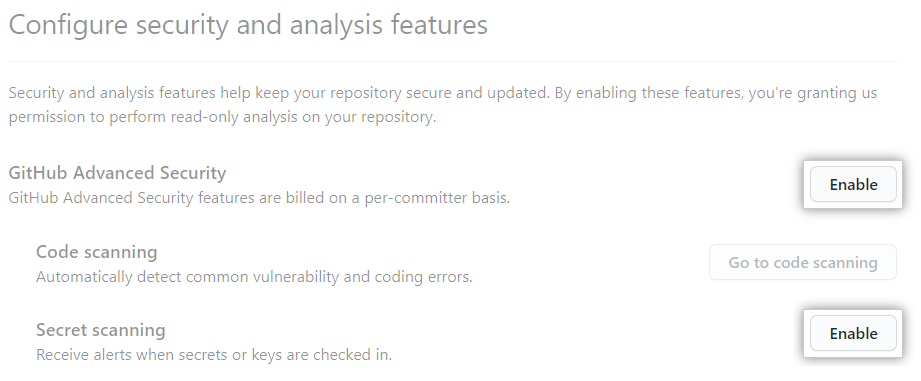 Configure security and analysis features
Security and analysis features help keep your repository secure and updated. By enabling these features, you're granting us
permission to perform read-only analysis on your repository.
GitHub Advanced Security
Enable
GitHub Advanced Security features are billed on a per-committer basis.
Code scanning
Go to code scanning
Automatically detect common vulnerability and coding errors.
Secret scanning
Enable
Receive alerts when secrets or keys are checked in.